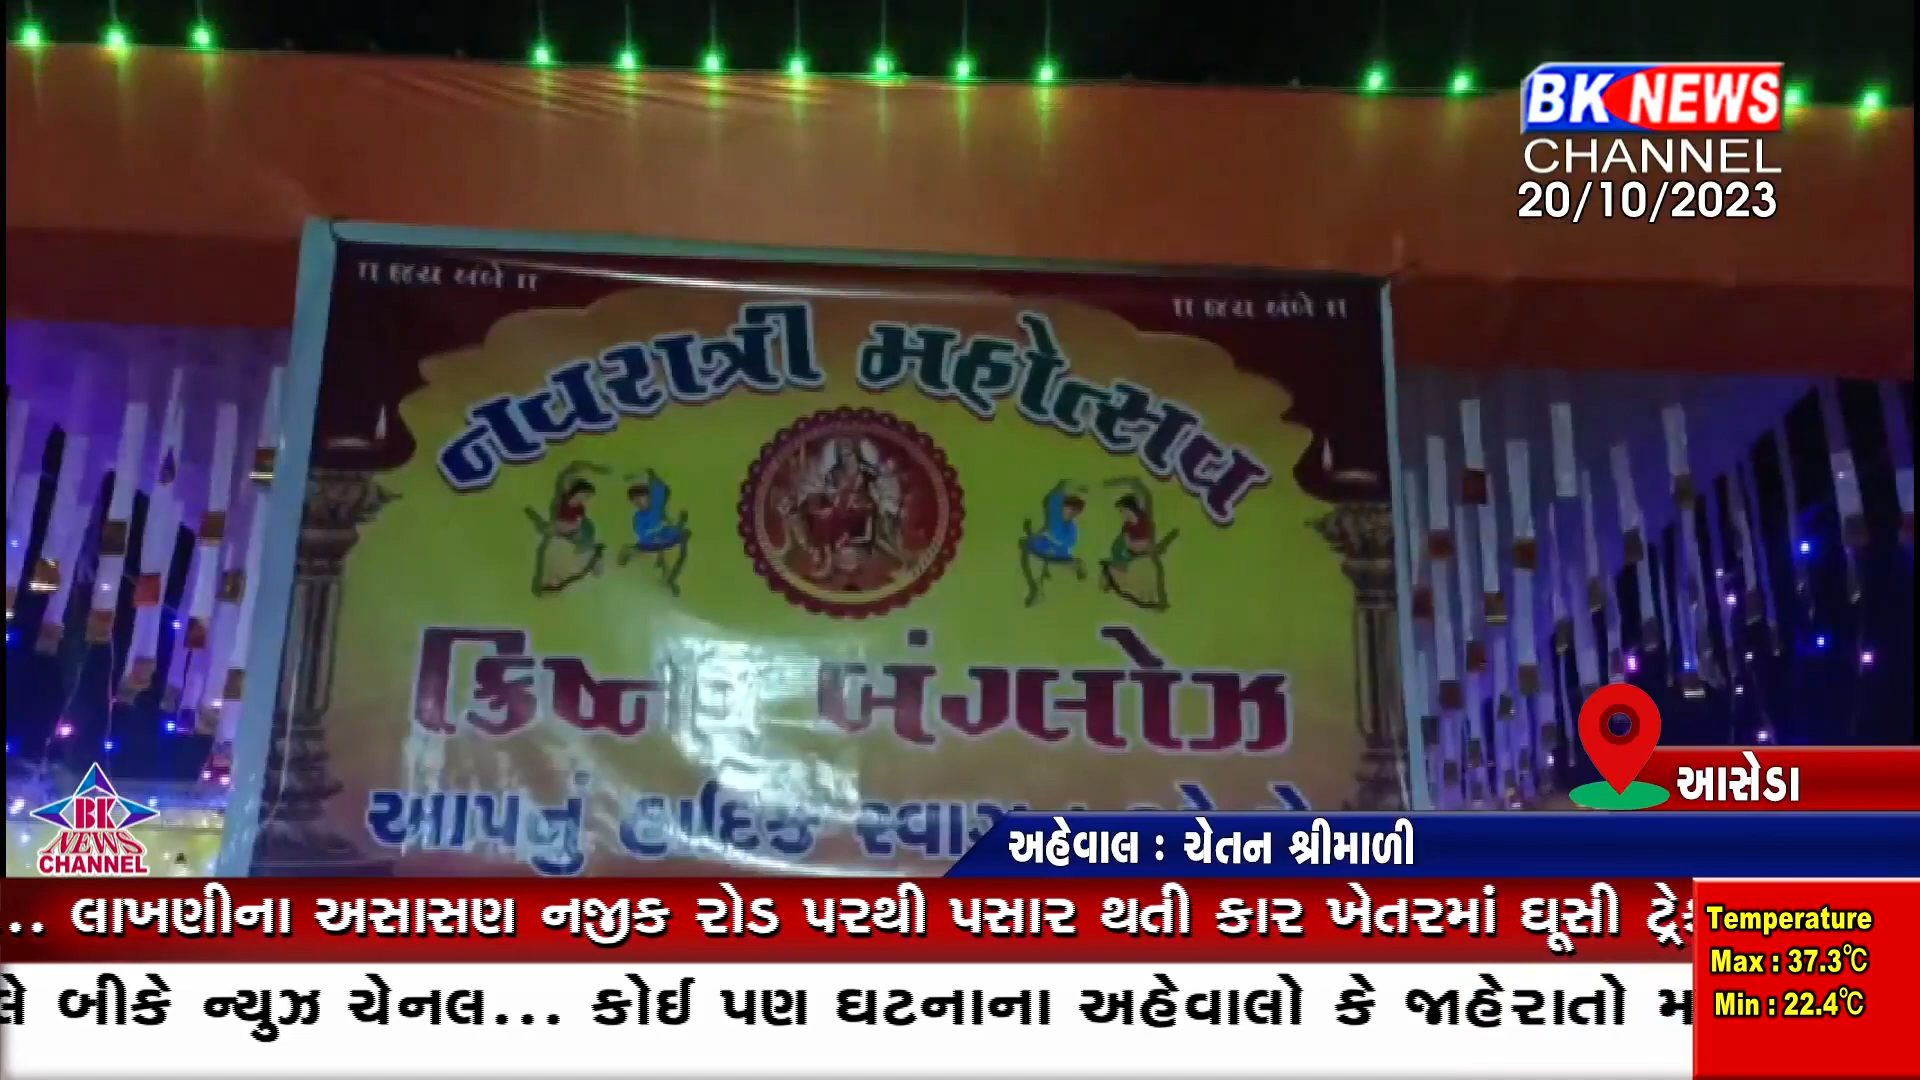 BK NEWS
CHANNEL
20/10/2023
॥ જય અંબે ॥
॥ જય અંબે ॥
નવરાત્રી મહોત્સવ
ક્રિષ્ના બંગ્લોઝ
આપનું હાર્દિક સ્વાગત
આસેડા
અહેવાલ : ચેતન શ્રીમાળી
BK
NEWS
CHANNEL
.. લાખણીના અસાસણ નજીક રોડ પરથી પસાર થતી કાર ખેતરમાં ઘૂસી
Temperature
Max : 37.3℃
Min : 22.4℃
બીકે ન્યુઝ ચેનલ... કોઈ પણ ઘટનાના અહેવાલો કે જાહેરાતો